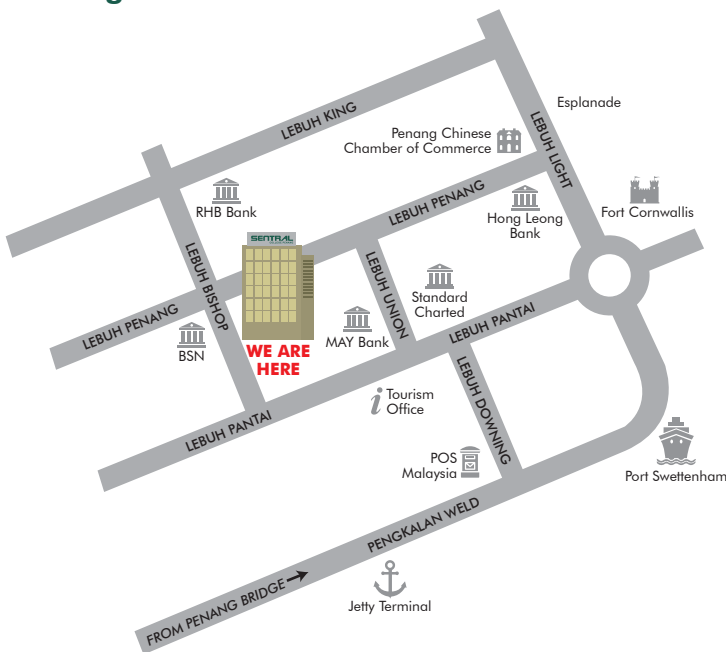 Esplanade
LEBUH KING
LEBUH LIGHT
Penang Chinese
Chamber of Commerce
LEBUH PENANG
RHB Bank
Hong Leong
Bank
Fort Cornwallis
SENTRAL
LEBUH BISHOP
LEBUH UNION
Standard
Charted
LEBUH PENANG
BSN
MAY Bank
LEBUH PANTAI
WE ARE
HERE
LEBUH DOWNING
i Tourism
Office
LEBUH PANTAI
POS
Malaysia
Port Swettenham
PENGKALAN WELD
FROM PENANG BRIDGE →
Jetty Terminal